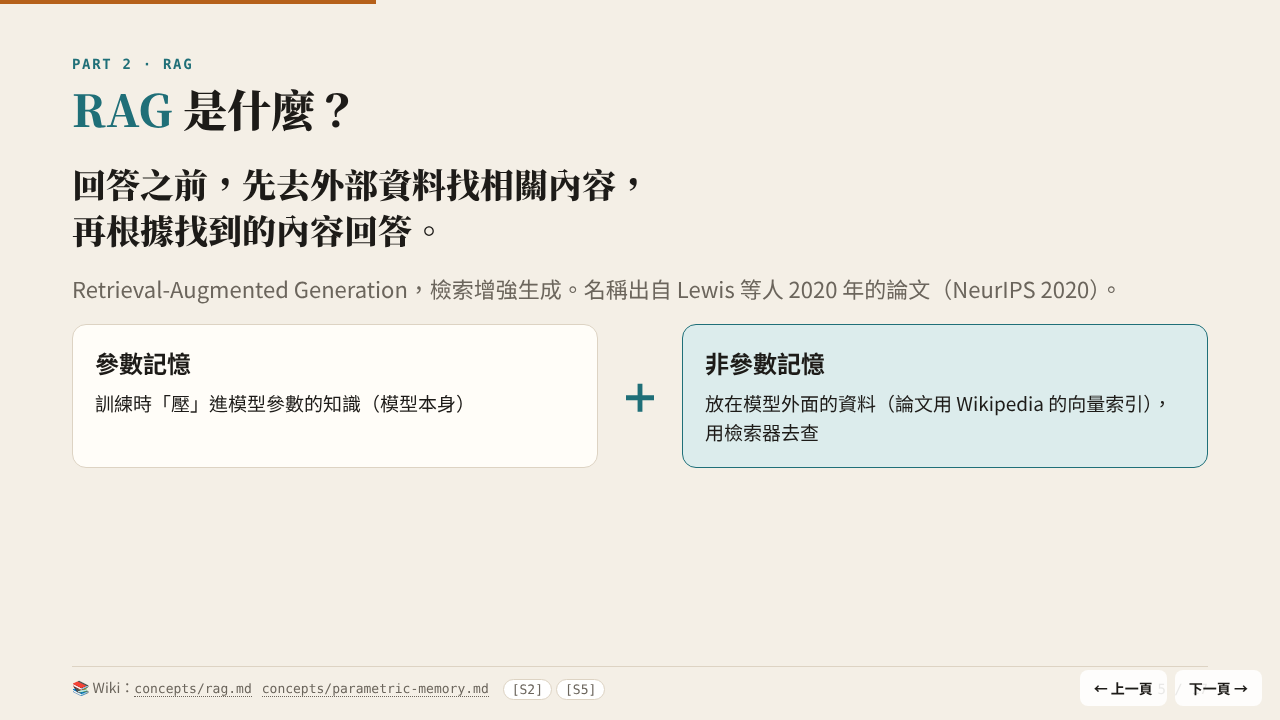 PART 2 · RAG
RAG 是什麼？
回答之前，先去外部資料找相關內容，
再根據找到的內容回答。
Retrieval-Augmented Generation，檢索增強生成。名稱出自 Lewis 等人 2020 年的論文（NeurIPS 2020）。
參數記憶
訓練時「壓」進模型參數的知識（模型本身）
+
非參數記憶
放在模型外面的資料（論文用 Wikipedia 的向量索引），
用檢索器去查
📚 Wiki：concepts/rag.md concepts/parametric-memory.md [S2] [S5]
← 上一頁 下一頁 →